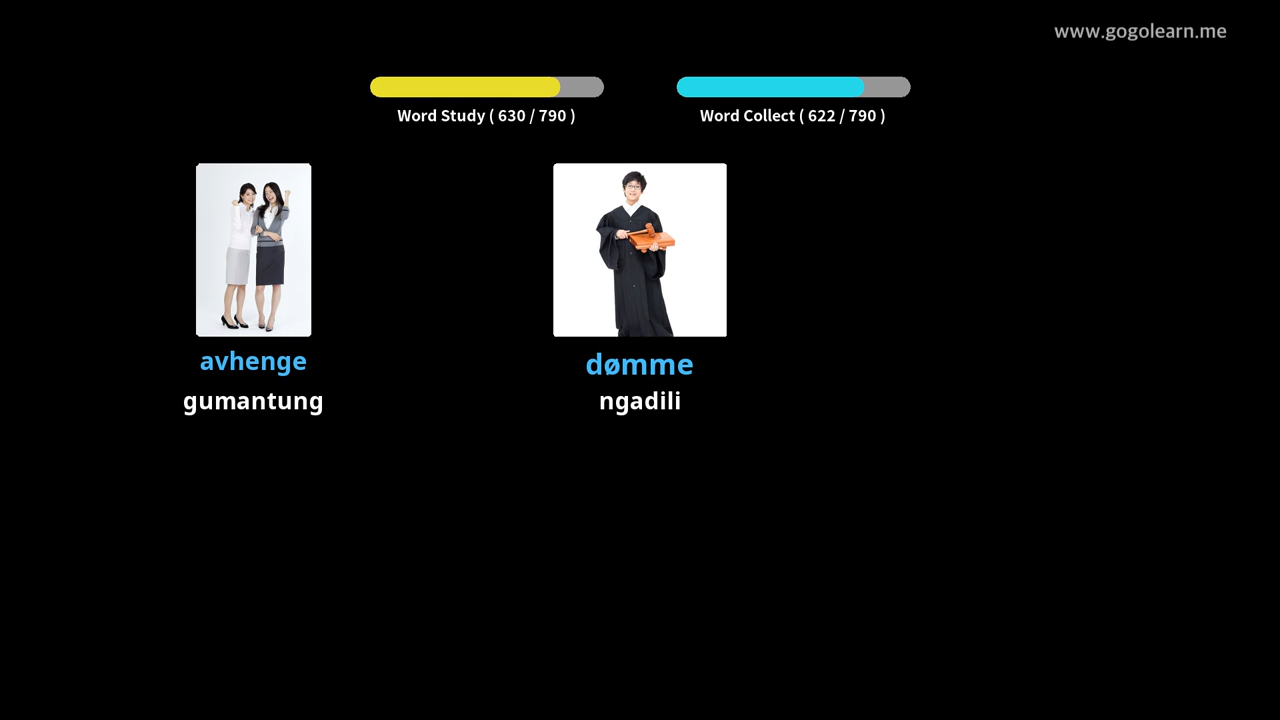 www.gogolearn.me
Word Study ( 630 / 790 )
Word Collect ( 622 / 790 )
avhenge
gumantung
dømme
ngadili